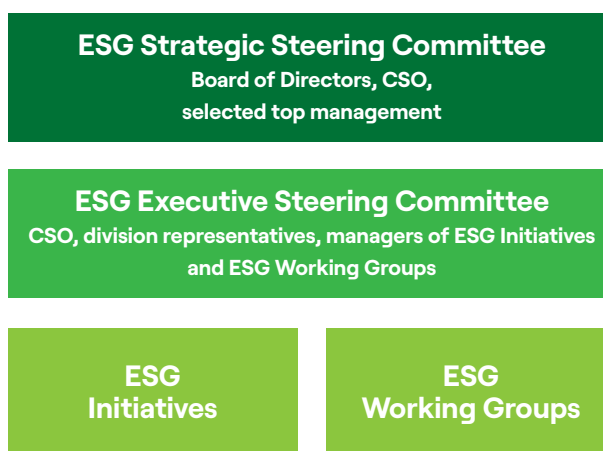 ESG Strategic Steering Committee
Board of Directors, CSO,
selected top management
ESG Executive Steering Committee
CSO, division representatives, managers of ESG Initiatives
and ESG Working Groups
ESG
Initiatives
ESG
Working Groups